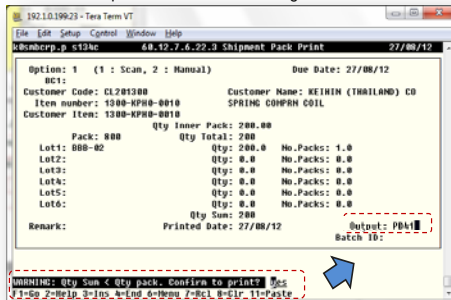 192.1.0.199:23 - Tera Term VT
File Edit Setup Control Window Help
k0smbcrp.p s134c 60.12.7.6.22.3 Shipment Pack Print 27/08/12
Option: 1 (1 : Scan, 2 : Manual) Due Date: 27/08/12
BC1:
Customer Code: CL201300 Customer Name: KEIHIN (THAILAND) CO
Item number: 1300-KPH0-0010 SPRING COMPRN COIL
Customer Item: 1300-KPH0-0010
Qty Inner Pack: 200.00
Pack: 800 Qty Total: 200
Lot1: BBB-02 Qty: 200.0 No.Packs: 1.0
Lot2: Qty: 0.0 No.Packs: 0.0
Lot3: Qty: 0.0 No.Packs: 0.0
Lot4: Qty: 0.0 No.Packs: 0.0
Lot5: Qty: 0.0 No.Packs: 0.0
Lot6: Qty: 0.0 No.Packs: 0.0
Qty Sum: 200
Remark: Printed Date: 27/08/12 Output: PD41
Batch ID:
WARNING: Qty Sum < Qty pack. Confirm to print? Yes
F1=Go 2=Help 3=Ins 4=End 6=Menu 7=Rcl 8=Clr 11=Paste